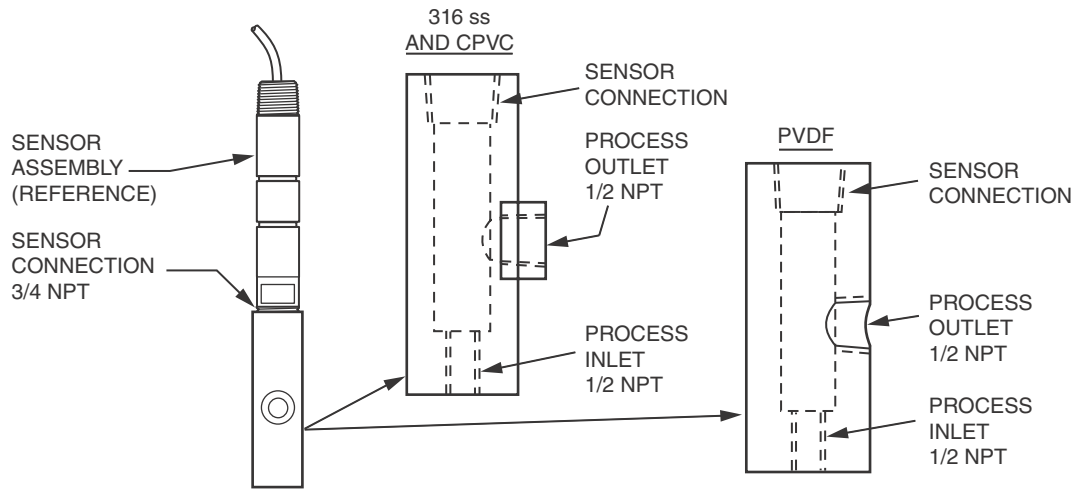 316 ss
AND CPVC
SENSOR
CONNECTION
PROCESS
OUTLET
1/2 NPT
PROCESS
INLET
1/2 NPT
SENSOR
ASSEMBLY
(REFERENCE)
SENSOR
CONNECTION
3/4 NPT
PVDF
SENSOR
CONNECTION
PROCESS
OUTLET
1/2 NPT
PROCESS
INLET
1/2 NPT